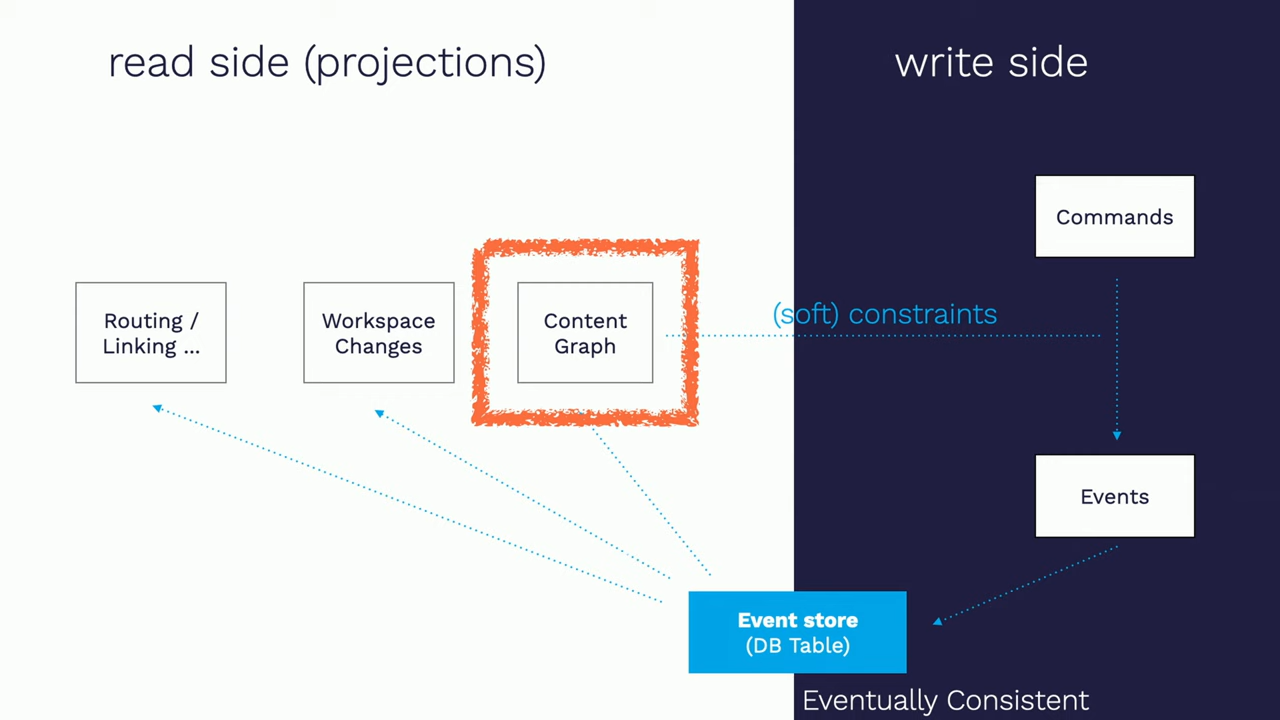 read side (projections)
write side
Commands
Routing /
Linking ...
Workspace
Changes
Content
Graph
(soft) constraints
Events
Event store
(DB Table)
Eventually Consistent